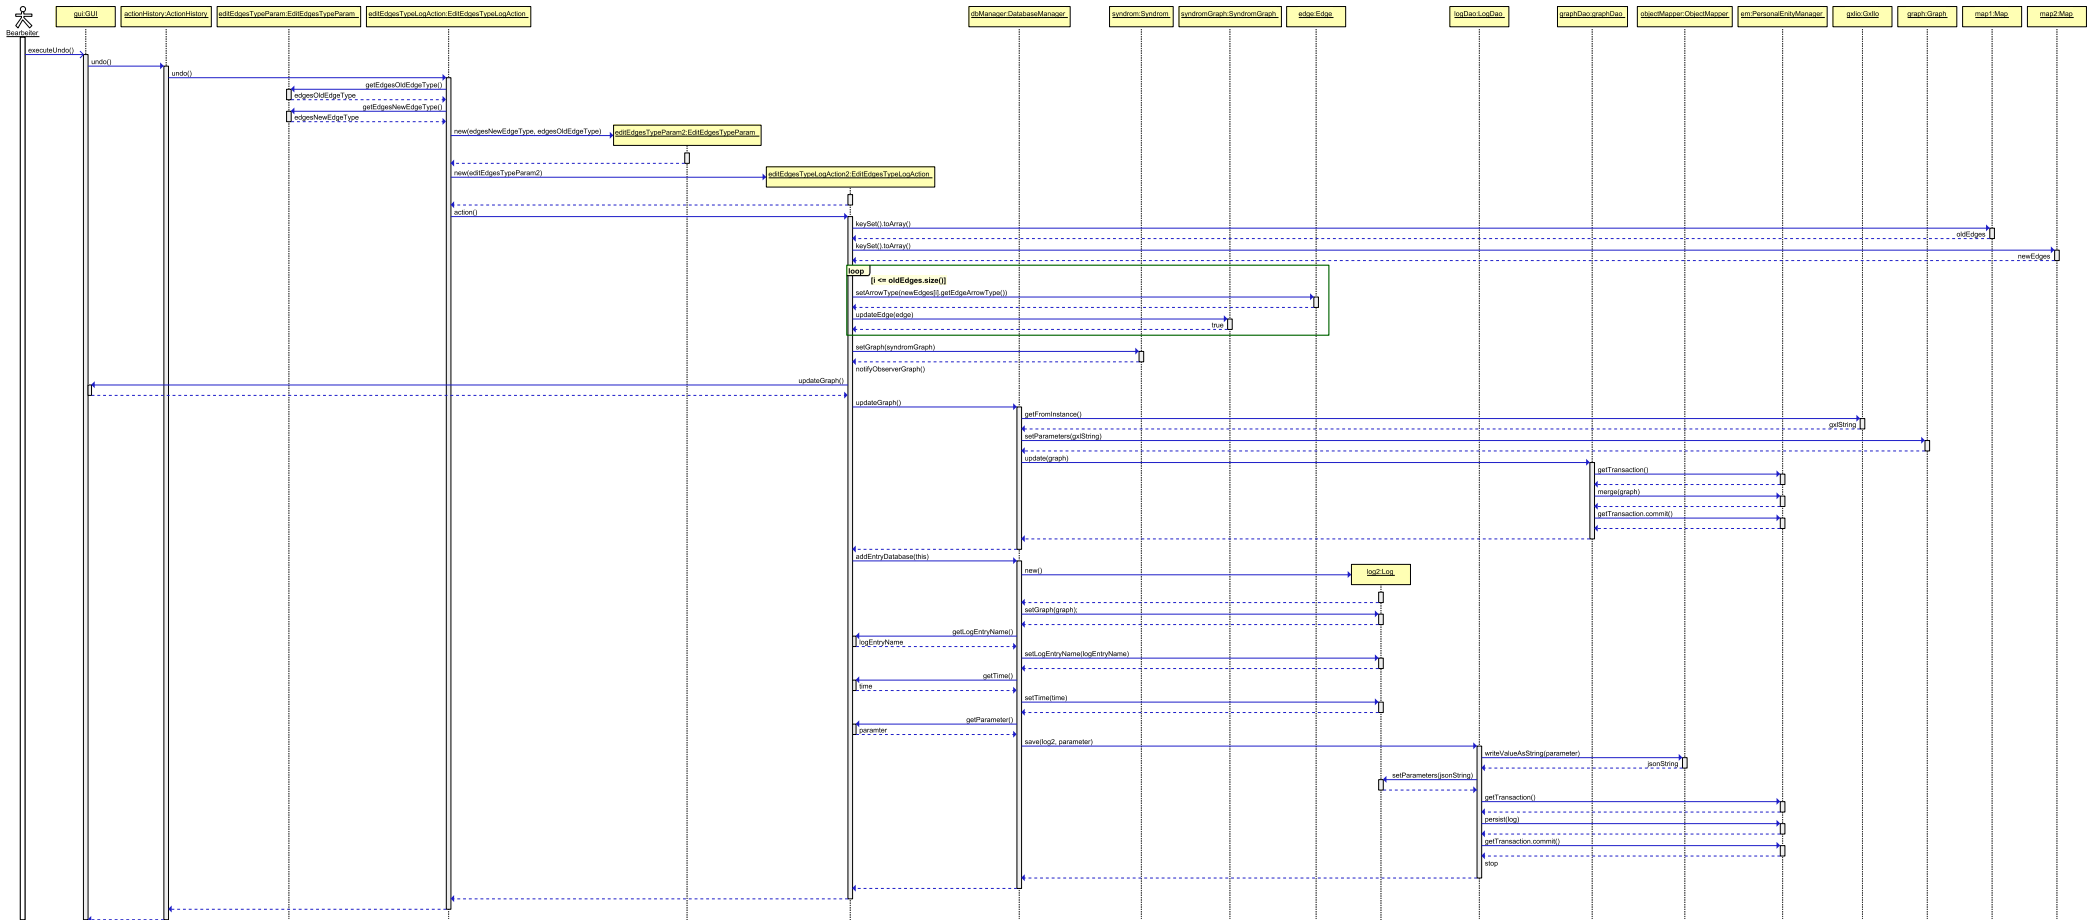 gui:GUI
actionHistory:ActionHistory
editEdgesTypeParam:EditEdgesTypeParam
editEdgesTypeLogAction:EditEdgesTypeLogAction
dbManager:DatabaseManager
syndrom:Syndrom
syndromGraph:SyndromGraph
edge:Edge
logDao:LogDao
graphDao:graphDao
objectMapper:ObjectMapper
em:PersonalEnityManager
gxlio:GxlIo
graph:Graph
map1:Map
map2:Map
Bearbeiter
executeUndo()
undo()
undo()
getEdgesOldEdgeType()
edgesOldEdgeType
getEdgesNewEdgeType()
edgesNewEdgeType
new(edgesNewEdgeType, edgesOldEdgeType)
editEdgesTypeParam2:EditEdgesTypeParam
new(editEdgesTypeParam2)
editEdgesTypeLogAction2:EditEdgesTypeLogAction
action()
keySet().toArray()
oldEdges
keySet().toArray()
newEdges
loop
[i <= oldEdges.size()]
setArrowType(newEdges[i].getEdgeArrowType())
updateEdge(edge)
true
setGraph(syndromGraph)
notifyObserverGraph()
updateGraph()
updateGraph()
getFromInstance()
gxlString
setParameters(gxlString)
update(graph)
getTransaction()
merge(graph)
getTransaction.commit()
addEntryDatabase(this)
new()
log2:Log
setGraph(graph);
getLogEntryName()
logEntryName
setLogEntryName(logEntryName)
getTime()
time
setTime(time)
getParameter()
paramter
save(log2, parameter)
writeValueAsString(parameter)
jsonString
setParameters(jsonString)
getTransaction()
persist(log)
getTransaction.commit()
stop